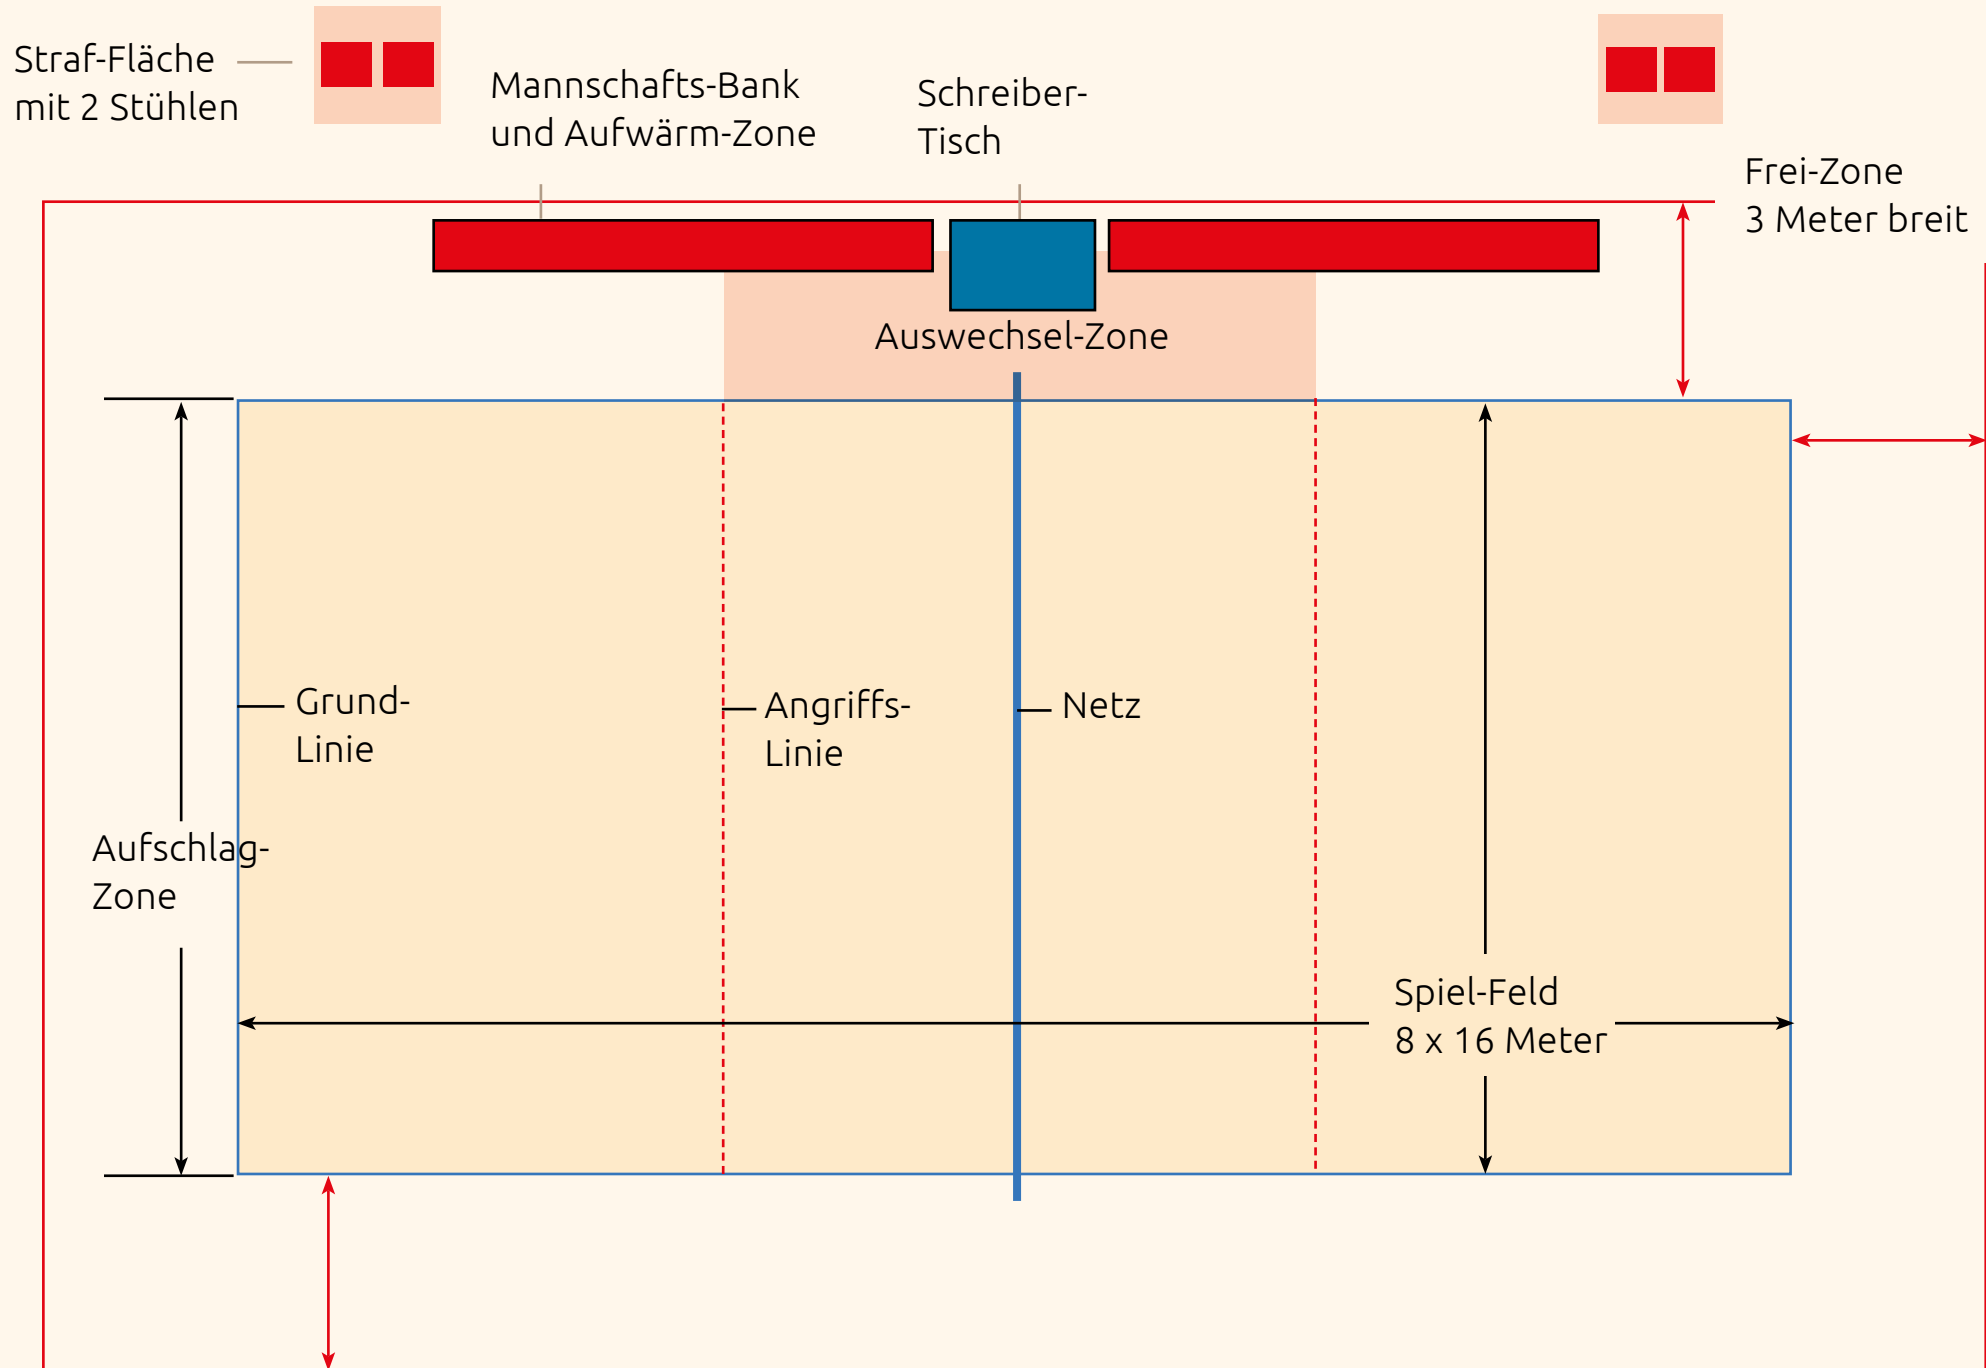 Straf-Fläche
mit 2 Stühlen
Mannschafts-Bank
und Aufwärm-Zone
Schreiber-
Tisch
Frei-Zone
3 Meter breit
Auswechsel-Zone
Grund-
Linie
Angriffs-
Linie
Netz
Aufschlag-
Zone
Spiel-Feld
8 x 16 Meter